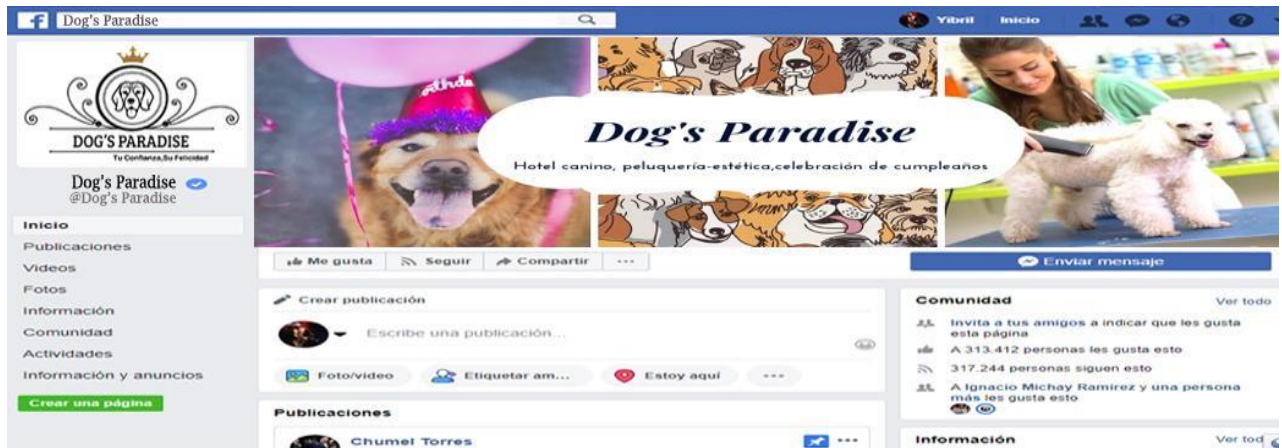 Dog's Paradise
Yibril Inicio
DOG'S PARADISE
Tu Confianza,Su Felicidad
Dog's Paradise
@Dog's Paradise
Inicio
Publicaciones
Videos
Fotos
Información
Comunidad
Actividades
Información y anuncios
Crear una página
Dog's Paradise
Hotel canino, peluquería-estética,celebración de cumpleaños
Me gusta Seguir Compartir ...
Enviar mensaje
Crear publicación
Escribe una publicación...
Foto/video Etiquetar am... Estoy aquí ...
Publicaciones
Chumel Torres ...
Comunidad Ver todo
Invita a tus amigos a indicar que les gusta
esta página
A 313.412 personas les gusta esto
317.244 personas siguen esto
A Ignacio Michay Ramirez y una persona
más les gusta esto
Información Ver tod